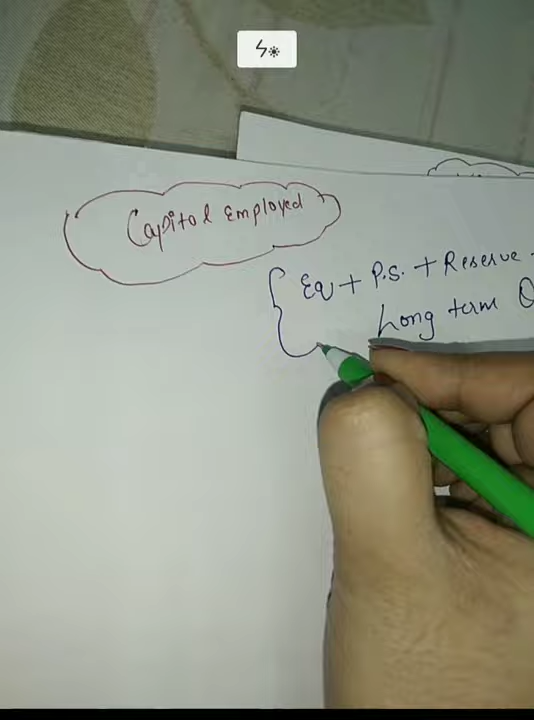 Capital Employed
Eq + P.S. + Reserve +
Long term